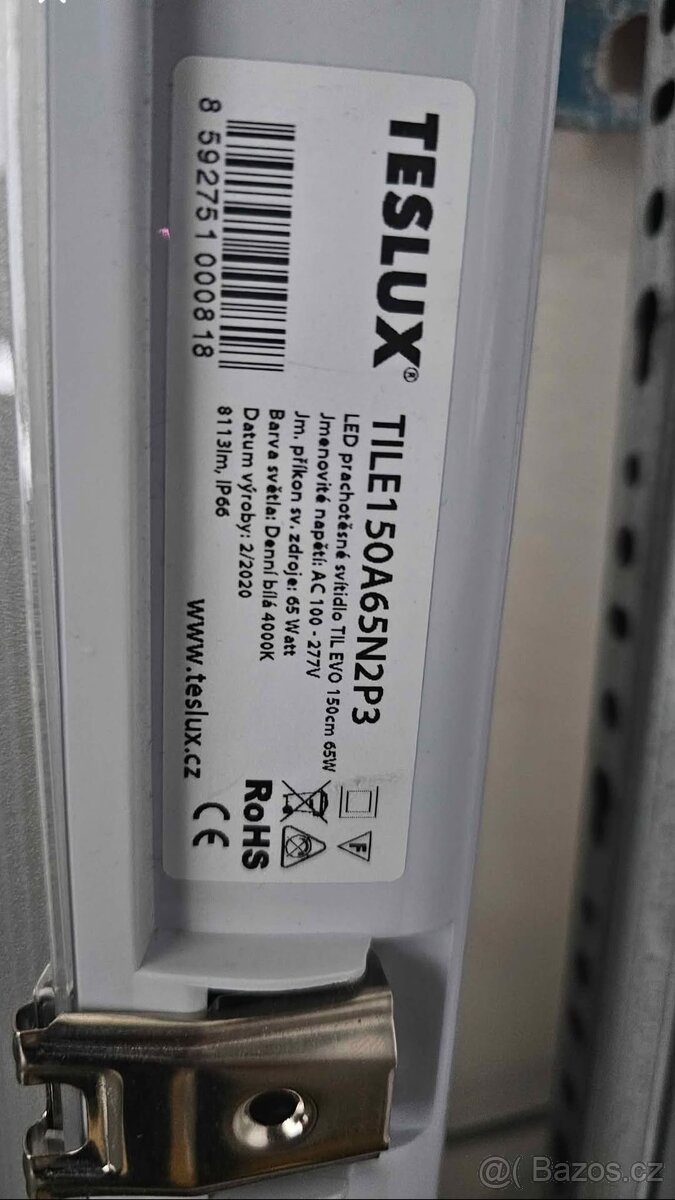 TESLUX®
8 592751 000818
TILE150A65N2P3
LED prachotěsné svítidlo TIL EVO 150cm 65W
Jmenovité napětí: AC 100 - 277V
Jm. příkon sv. zdroje: 65 Watt
Barva světla: Denní bílá 4000K
Datum výroby: 2/2020
8113lm, IP66
www.teslux.cz
F
RoHS
CE
@( Bazos.cz